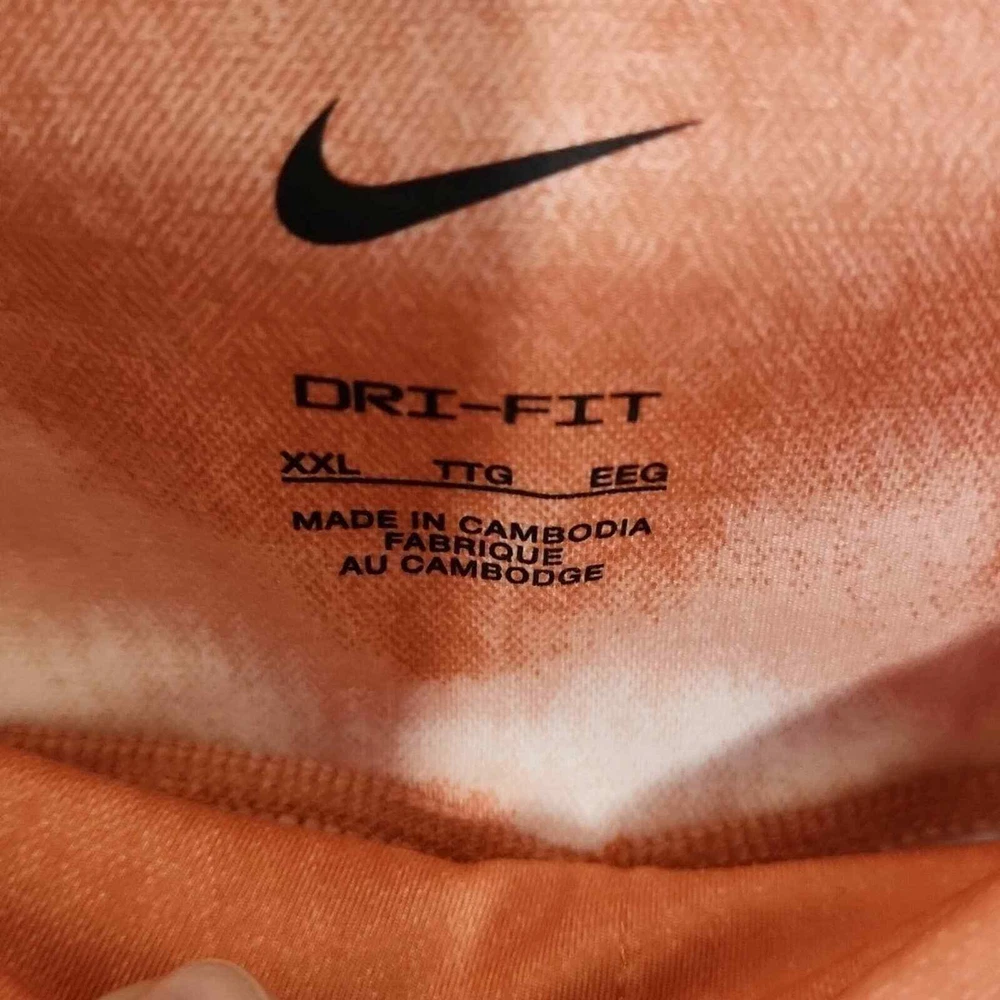 DRI-FIT
XXL TTG EEG
MADE IN CAMBODIA
FABRIQUE
AU CAMBODGE